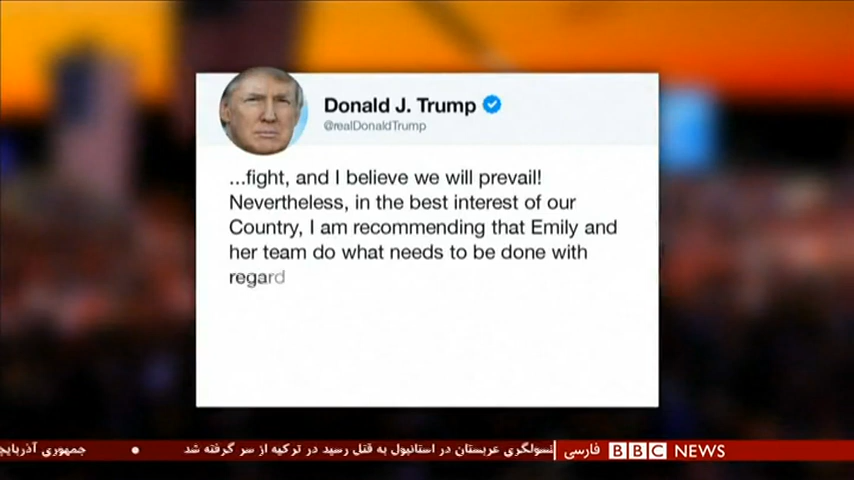 Donald J. Trump
@realDonaldTrump
...fight, and I believe we will prevail!
Nevertheless, in the best interest of our
Country, I am recommending that Emily and
her team do what needs to be done with
regard
جمهوری آذربایج • نسولگری عربستان در استانبول به قتل رسید در ترکیه از سر گرفته شد
فارسی BBC NEWS